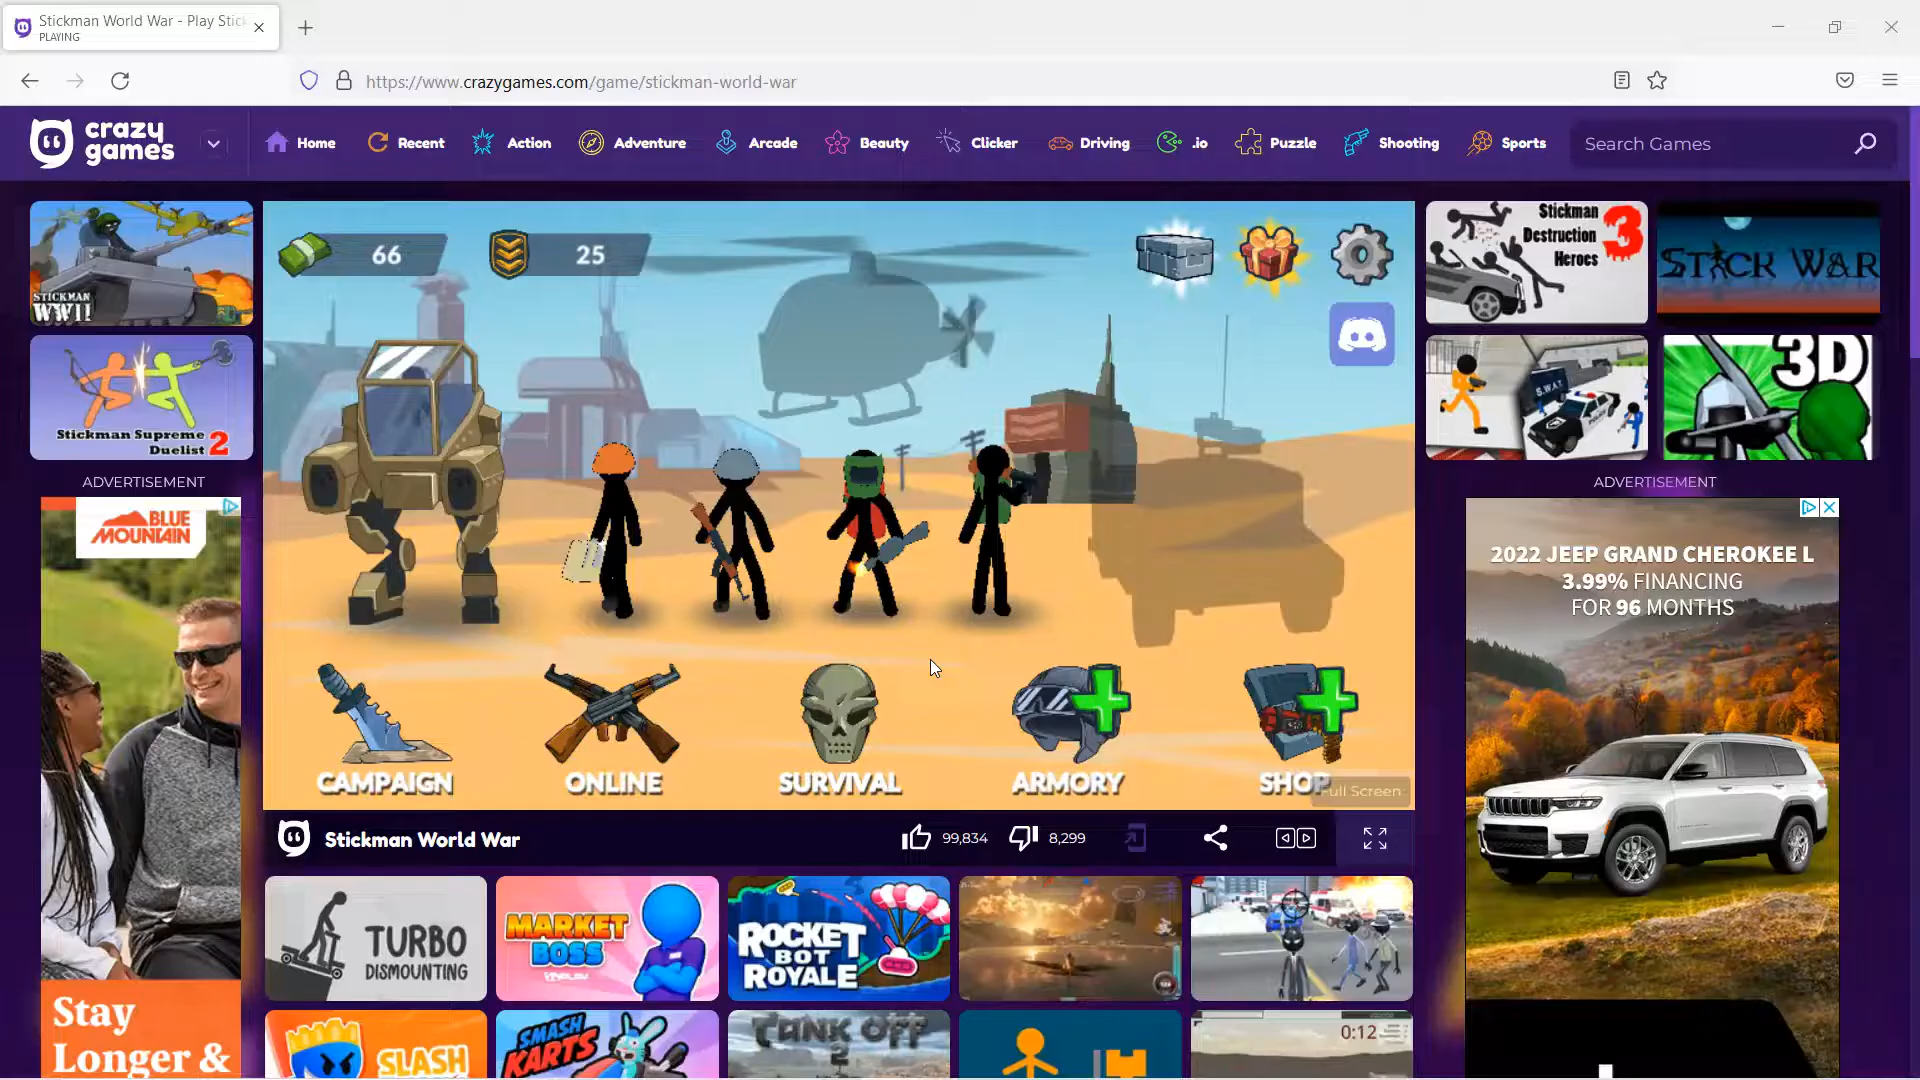 Stickman World War - Play Stick
PLAYING
https://www.crazygames.com/game/stickman-world-war
crazy
games
Home
Recent
Action
Adventure
Arcade
Beauty
Clicker
Driving
.io
Puzzle
Shooting
Sports
Search Games
STICKMAN
WWII
Stickman Supreme
Duelist 2
ADVERTISEMENT
BLUE
MOUNTAIN
Stay
Longer &
66
25
CAMPAIGN
ONLINE
SURVIVAL
ARMORY
SHOP
Full Screen
Stickman World War
99,834
8,299
TURBO
DISMOUNTING
MARKET
BOSS
ROCKET
BOT
ROYALE
SLASH
SMASH
KARTS
TANK OFF
2
0:12
Stickman
Destruction 3
Heroes
STICK WAR
S.W.A.T.
POLICE
3D
ADVERTISEMENT
2022 JEEP GRAND CHEROKEE L
3.99% FINANCING
FOR 96 MONTHS